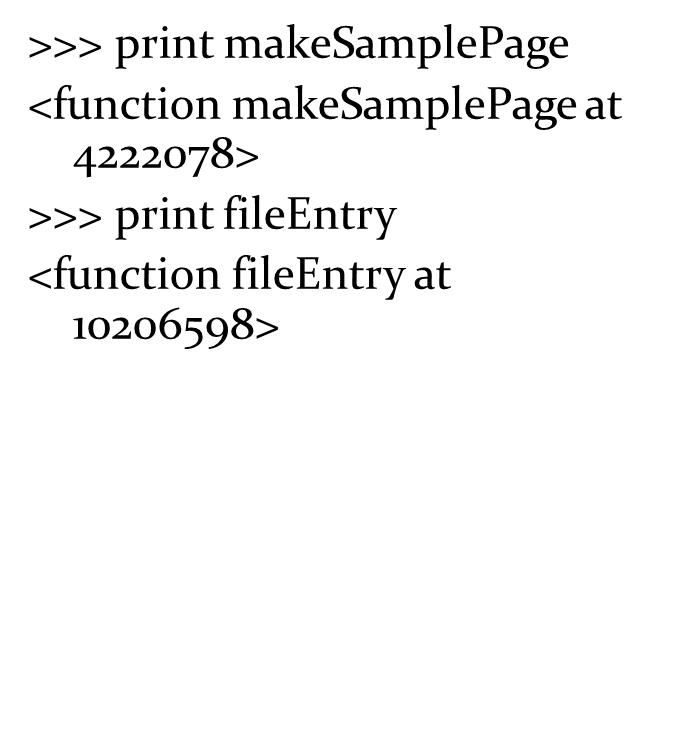 >>> print makeSamplePage
<function makeSamplePage at
4222078>
>>> print fileEntry
<function fileEntry at
10206598>